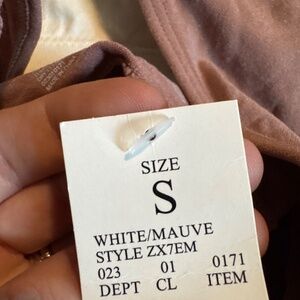 SIZE
S
WHITE/MAUVE
STYLE ZX7EM
023 01 0171
DEPT CL ITEM